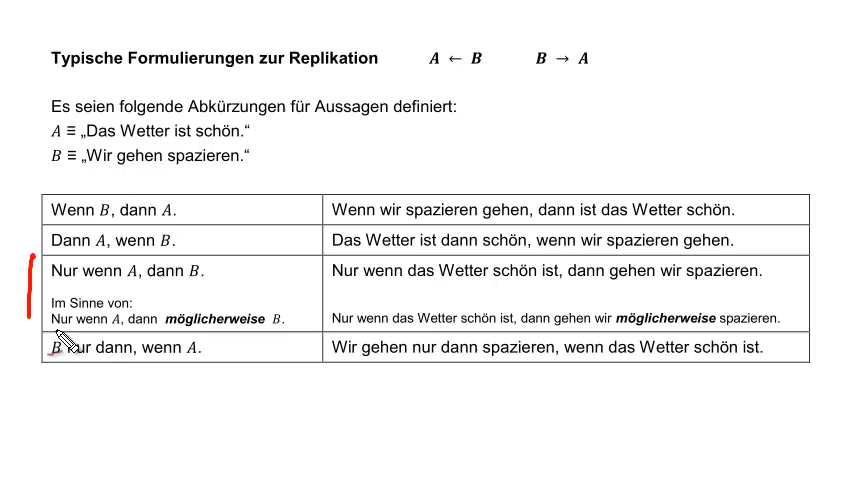 Typische Formulierungen zur Replikation A ← B B → A
Es seien folgende Abkürzungen für Aussagen definiert:
A ≡ „Das Wetter ist schön.“
B ≡ „Wir gehen spazieren.“
Wenn B, dann A. Wenn wir spazieren gehen, dann ist das Wetter schön.
Dann A, wenn B. Das Wetter ist dann schön, wenn wir spazieren gehen.
Nur wenn A, dann B. Nur wenn das Wetter schön ist, dann gehen wir spazieren.
Im Sinne von:
Nur wenn A, dann möglicherweise B. Nur wenn das Wetter schön ist, dann gehen wir möglicherweise spazieren.
B nur dann, wenn A. Wir gehen nur dann spazieren, wenn das Wetter schön ist.